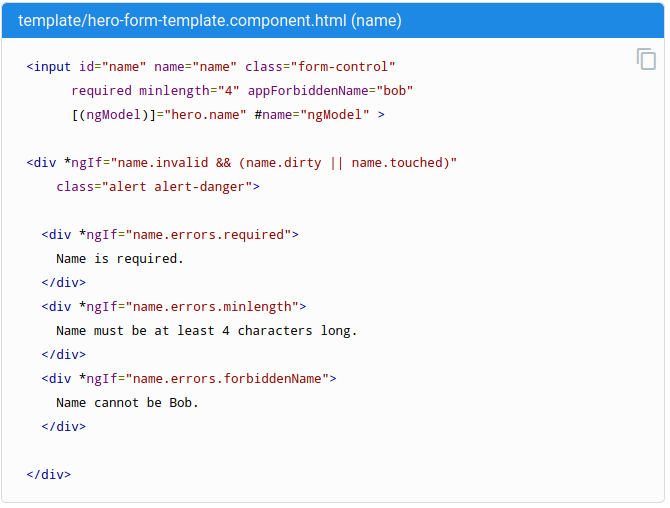 template/hero-form-template.component.html (name)
<input id="name" name="name" class="form-control"
      required minlength="4" appForbiddenName="bob"
      [(ngModel)]="hero.name" #name="ngModel" >

<div *ngIf="name.invalid && (name.dirty || name.touched)"
    class="alert alert-danger">

  <div *ngIf="name.errors.required">
    Name is required.
  </div>
  <div *ngIf="name.errors.minlength">
    Name must be at least 4 characters long.
  </div>
  <div *ngIf="name.errors.forbiddenName">
    Name cannot be Bob.
  </div>

</div>